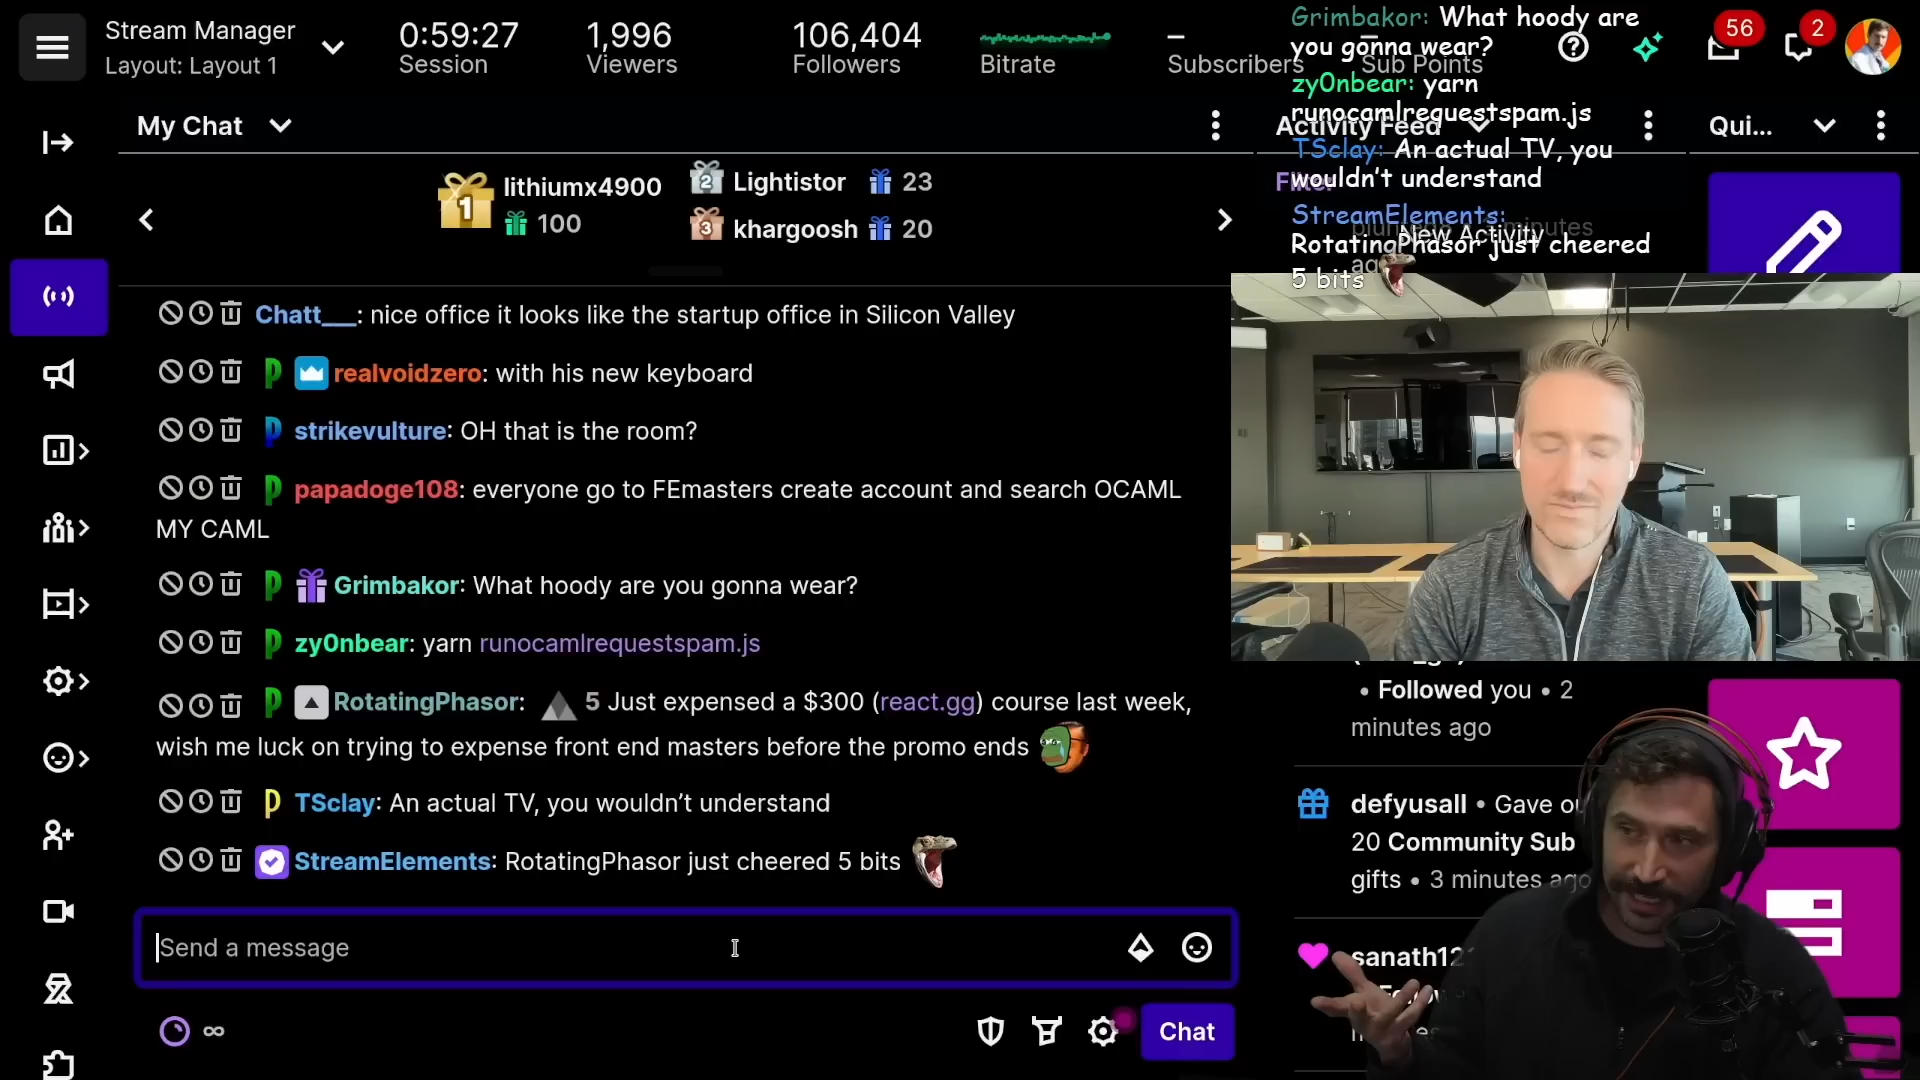 Stream Manager
Layout: Layout 1
0:59:27
Session
1,996
Viewers
106,404
Followers
Bitrate
–
Subscribers
–
Sub Points
56
2
Grimbakor: What hoody are
you gonna wear?
zy0nbear: yarn
runocamlrequestspam.js
TSclay: An actual TV, you
wouldn't understand
StreamElements:
RotatingPhasor just cheered
5 bits
My Chat
Activity Feed
Qui...
New Activity
1
lithiumx4900
100
2
Lightistor
23
3
khargoosh
20
Chatt___: nice office it looks like the startup office in Silicon Valley
realvoidzero: with his new keyboard
strikevulture: OH that is the room?
papadoge108: everyone go to FEmasters create account and search OCAML
MY CAML
Grimbakor: What hoody are you gonna wear?
zy0nbear: yarn runocamlrequestspam.js
RotatingPhasor: 5 Just expensed a $300 (react.gg) course last week,
wish me luck on trying to expense front end masters before the promo ends
TSclay: An actual TV, you wouldn't understand
StreamElements: RotatingPhasor just cheered 5 bits
Send a message
Chat
• Followed you • 2
minutes ago
defyusall • Gave
20 Community Sub
gifts • 3 minutes ago